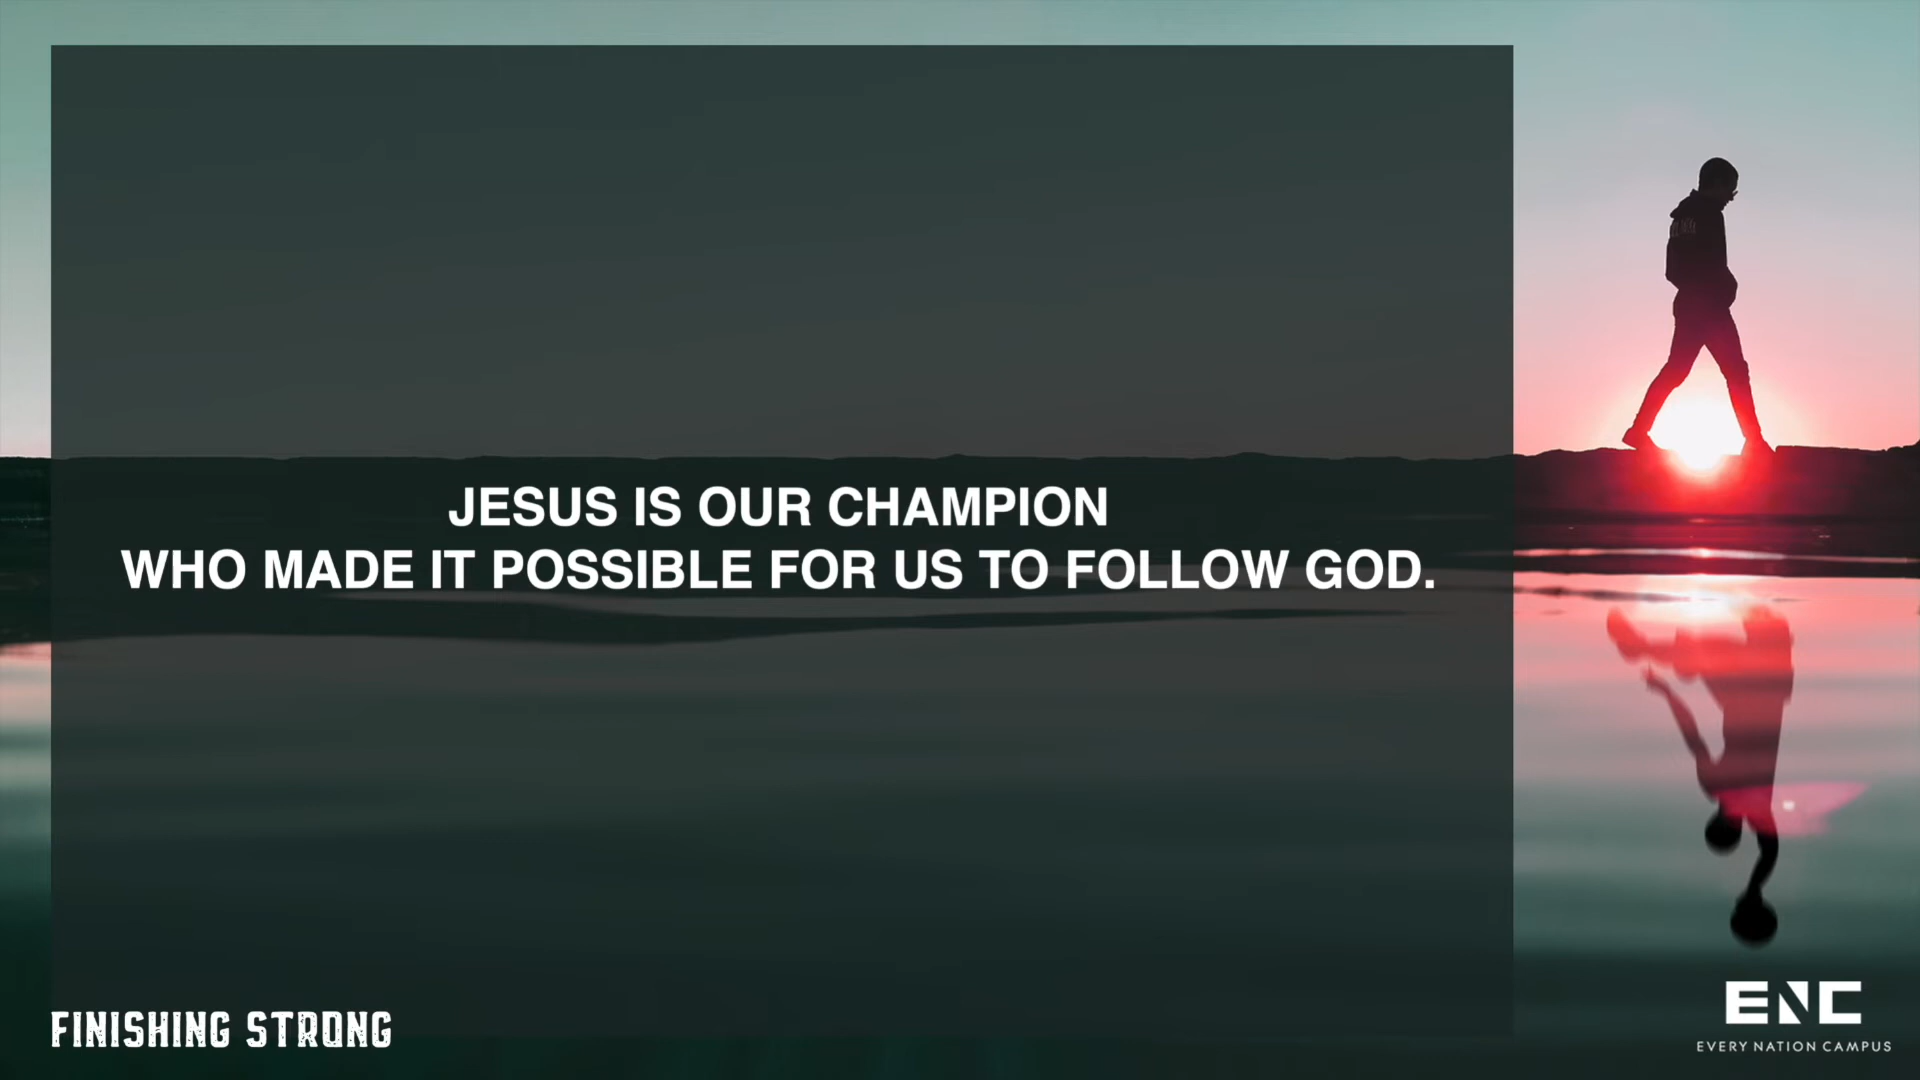 JESUS IS OUR CHAMPION
WHO MADE IT POSSIBLE FOR US TO FOLLOW GOD.
FINISHING STRONG
ENC
EVERY NATION CAMPUS